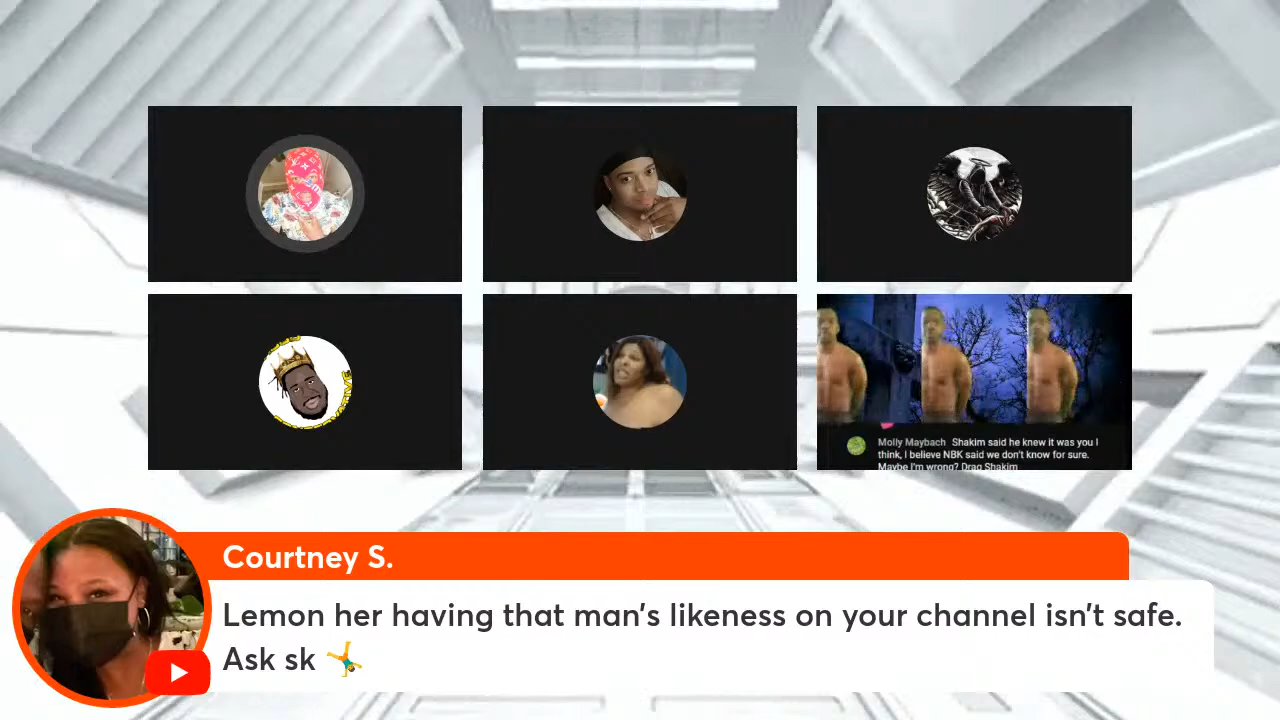 Molly Maybach Shakim said he knew it was you I
think, I believe NBK said we don't know for sure.
Maybe I'm wrong? Drag Shakim
Courtney S.
Lemon her having that man's likeness on your channel isn't safe.
Ask sk 🤸